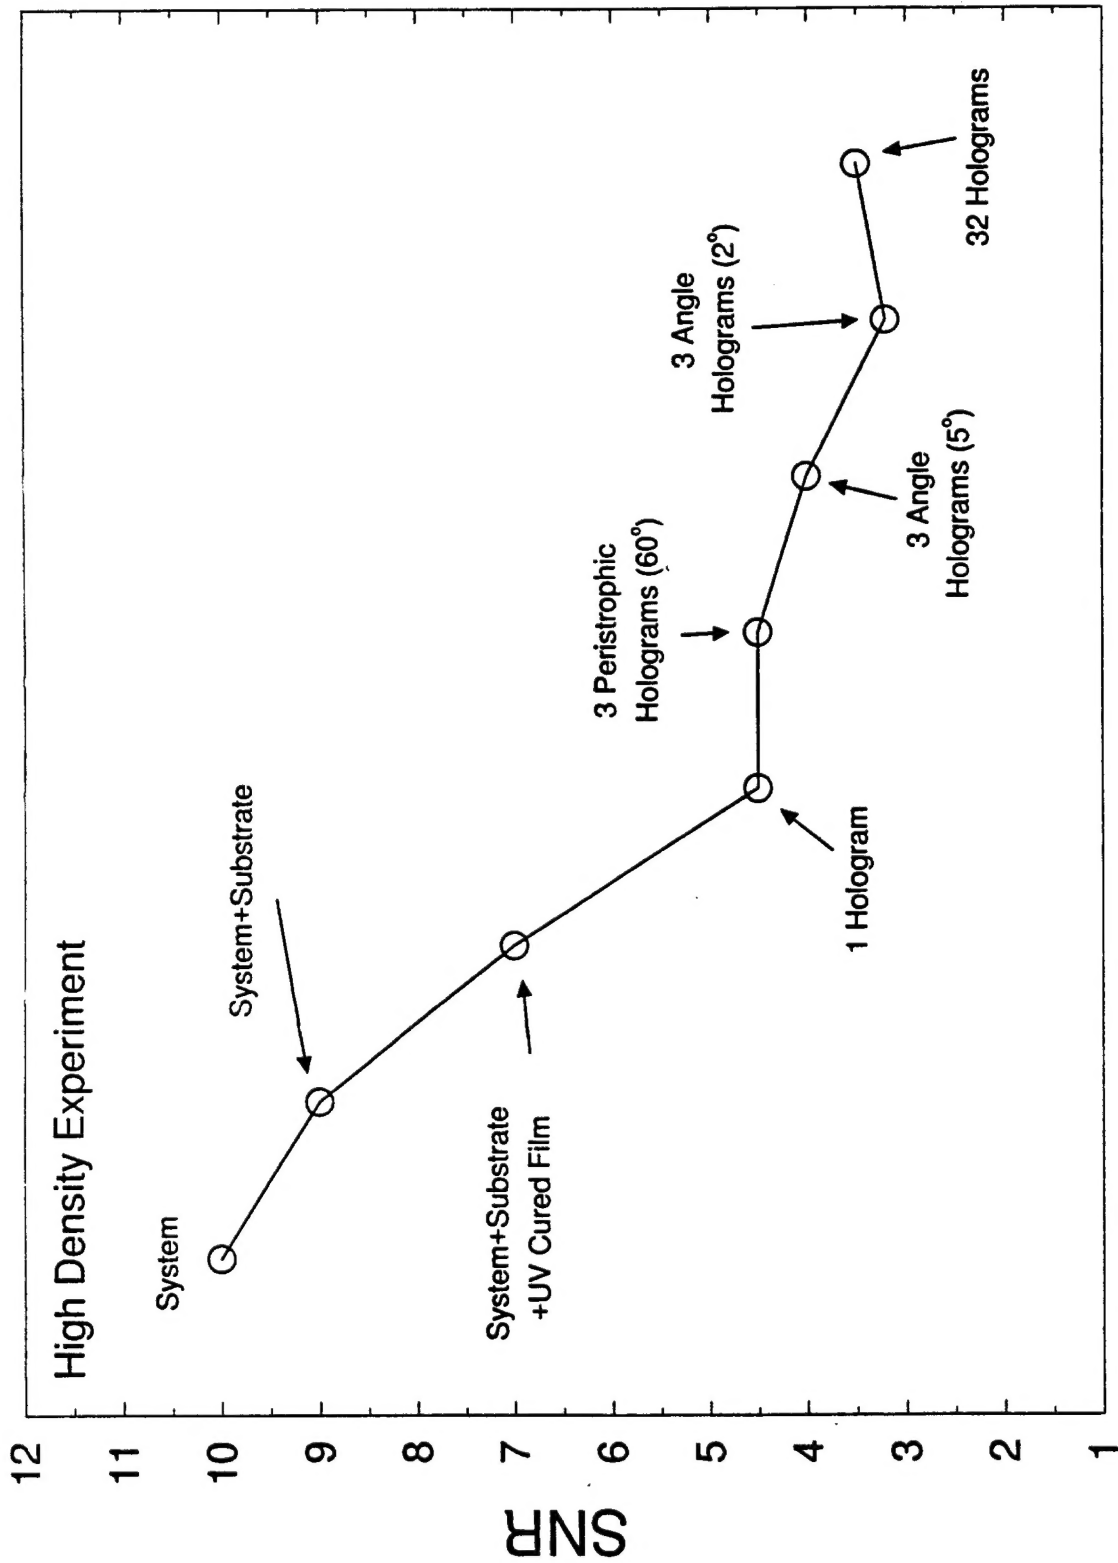 High Density Experiment
SNR
12
11
10
9
8
7
6
5
4
3
2
1
System
System+Substrate
System+Substrate
+UV Cured Film
1 Hologram
3 Peristrophic
Holograms (60°)
3 Angle
Holograms (5°)
3 Angle
Holograms (2°)
32 Holograms